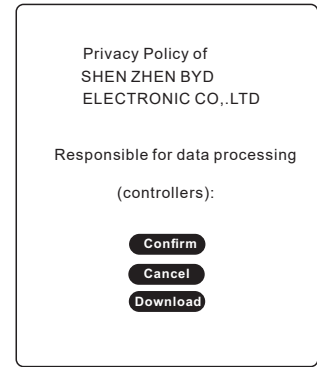 Privacy Policy of
SHEN ZHEN BYD
ELECTRONIC CO,.LTD
Responsible for data processing
(controllers):
Confirm
Cancel
Download